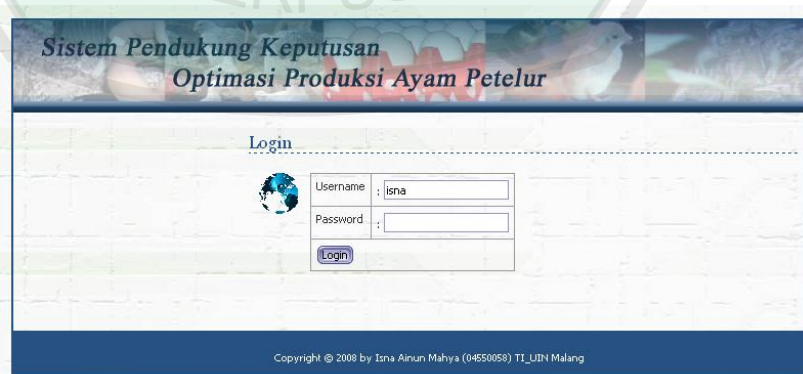 Sistem Pendukung Keputusan
Optimasi Produksi Ayam Petelur
Login
Username : isna
Password :
Login
Copyright @ 2008 by Isna Ainun Mahya (04550058) TI_UIN Malang